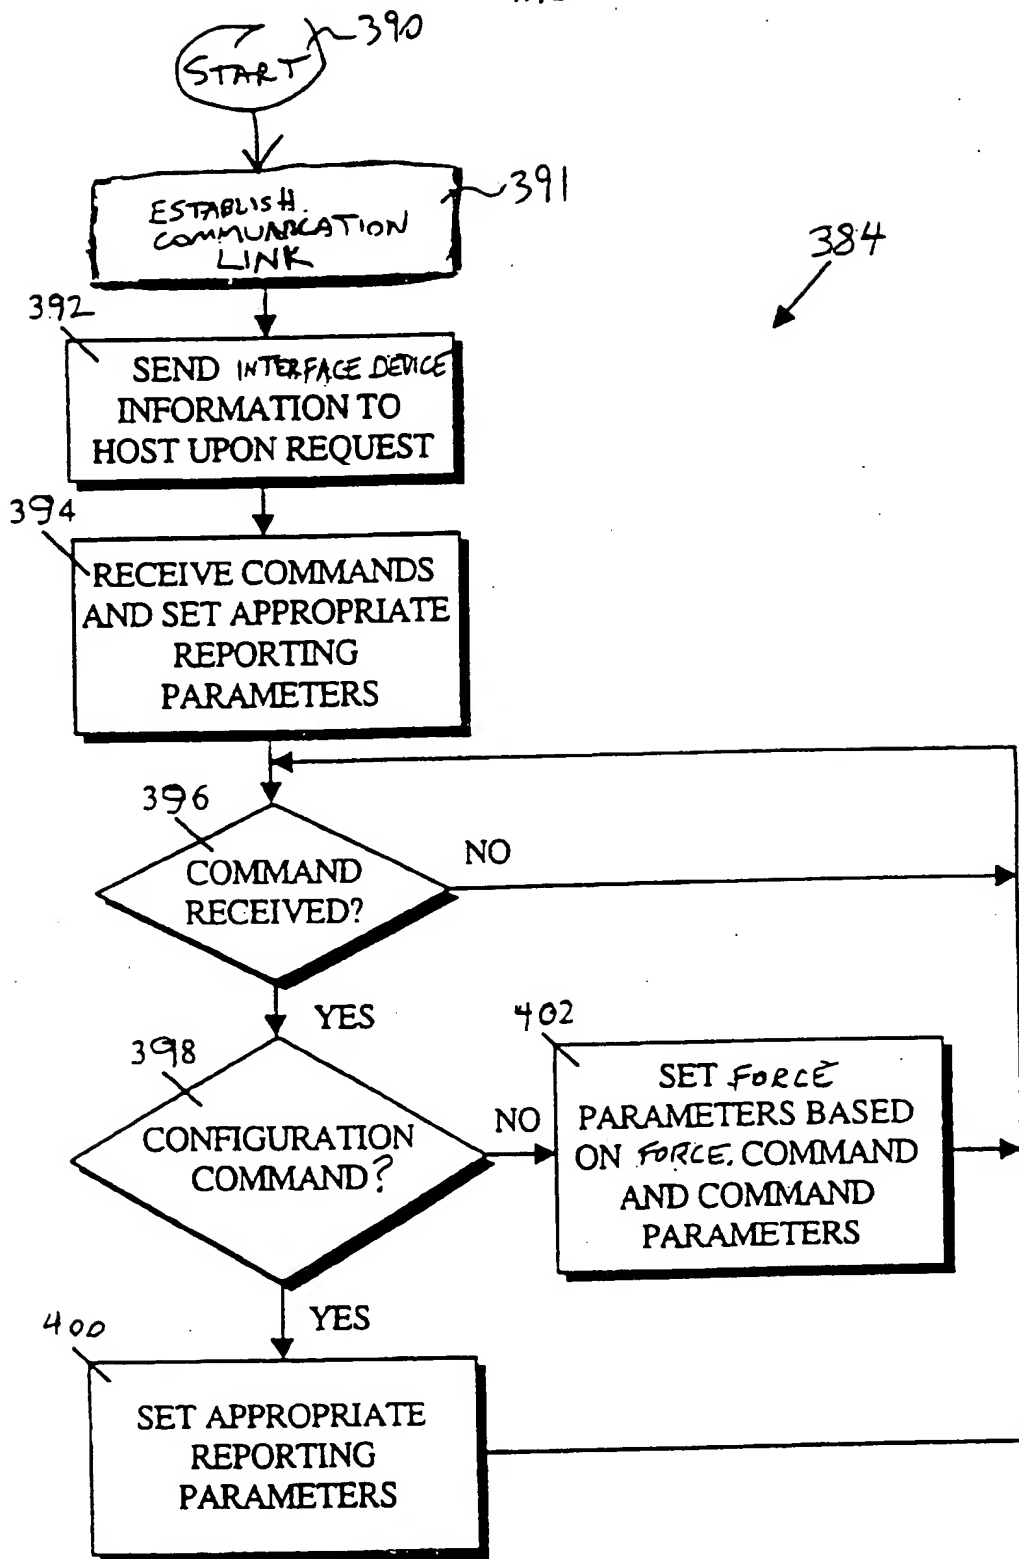 390
START
391
ESTABLISH
COMMUNICATION
LINK
384
392
SEND INTERFACE DEVICE
INFORMATION TO
HOST UPON REQUEST
394
RECEIVE COMMANDS
AND SET APPROPRIATE
REPORTING
PARAMETERS
396
COMMAND
RECEIVED?
NO
YES
398
CONFIGURATION
COMMAND?
NO
402
SET FORCE
PARAMETERS BASED
ON FORCE COMMAND
AND COMMAND
PARAMETERS
YES
400
SET APPROPRIATE
REPORTING
PARAMETERS